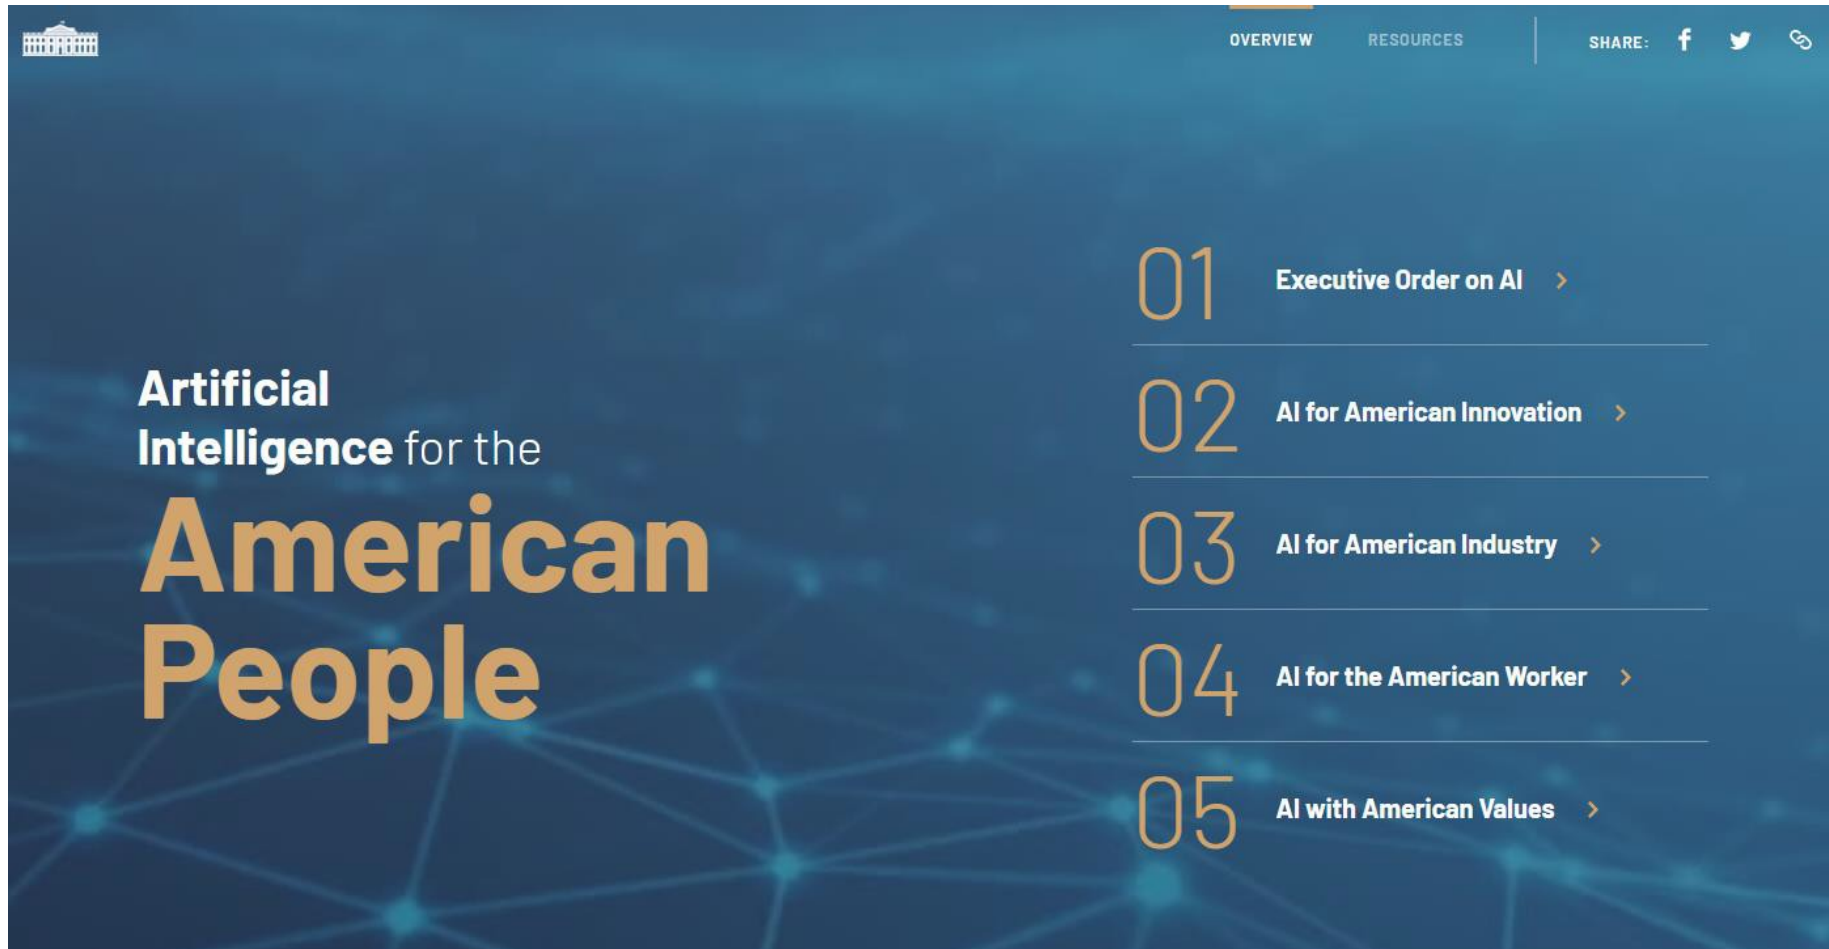 OVERVIEW RESOURCES SHARE:
Artificial
Intelligence for the
American
People
01 Executive Order on AI
02 AI for American Innovation
03 AI for American Industry
04 AI for the American Worker
05 AI with American Values